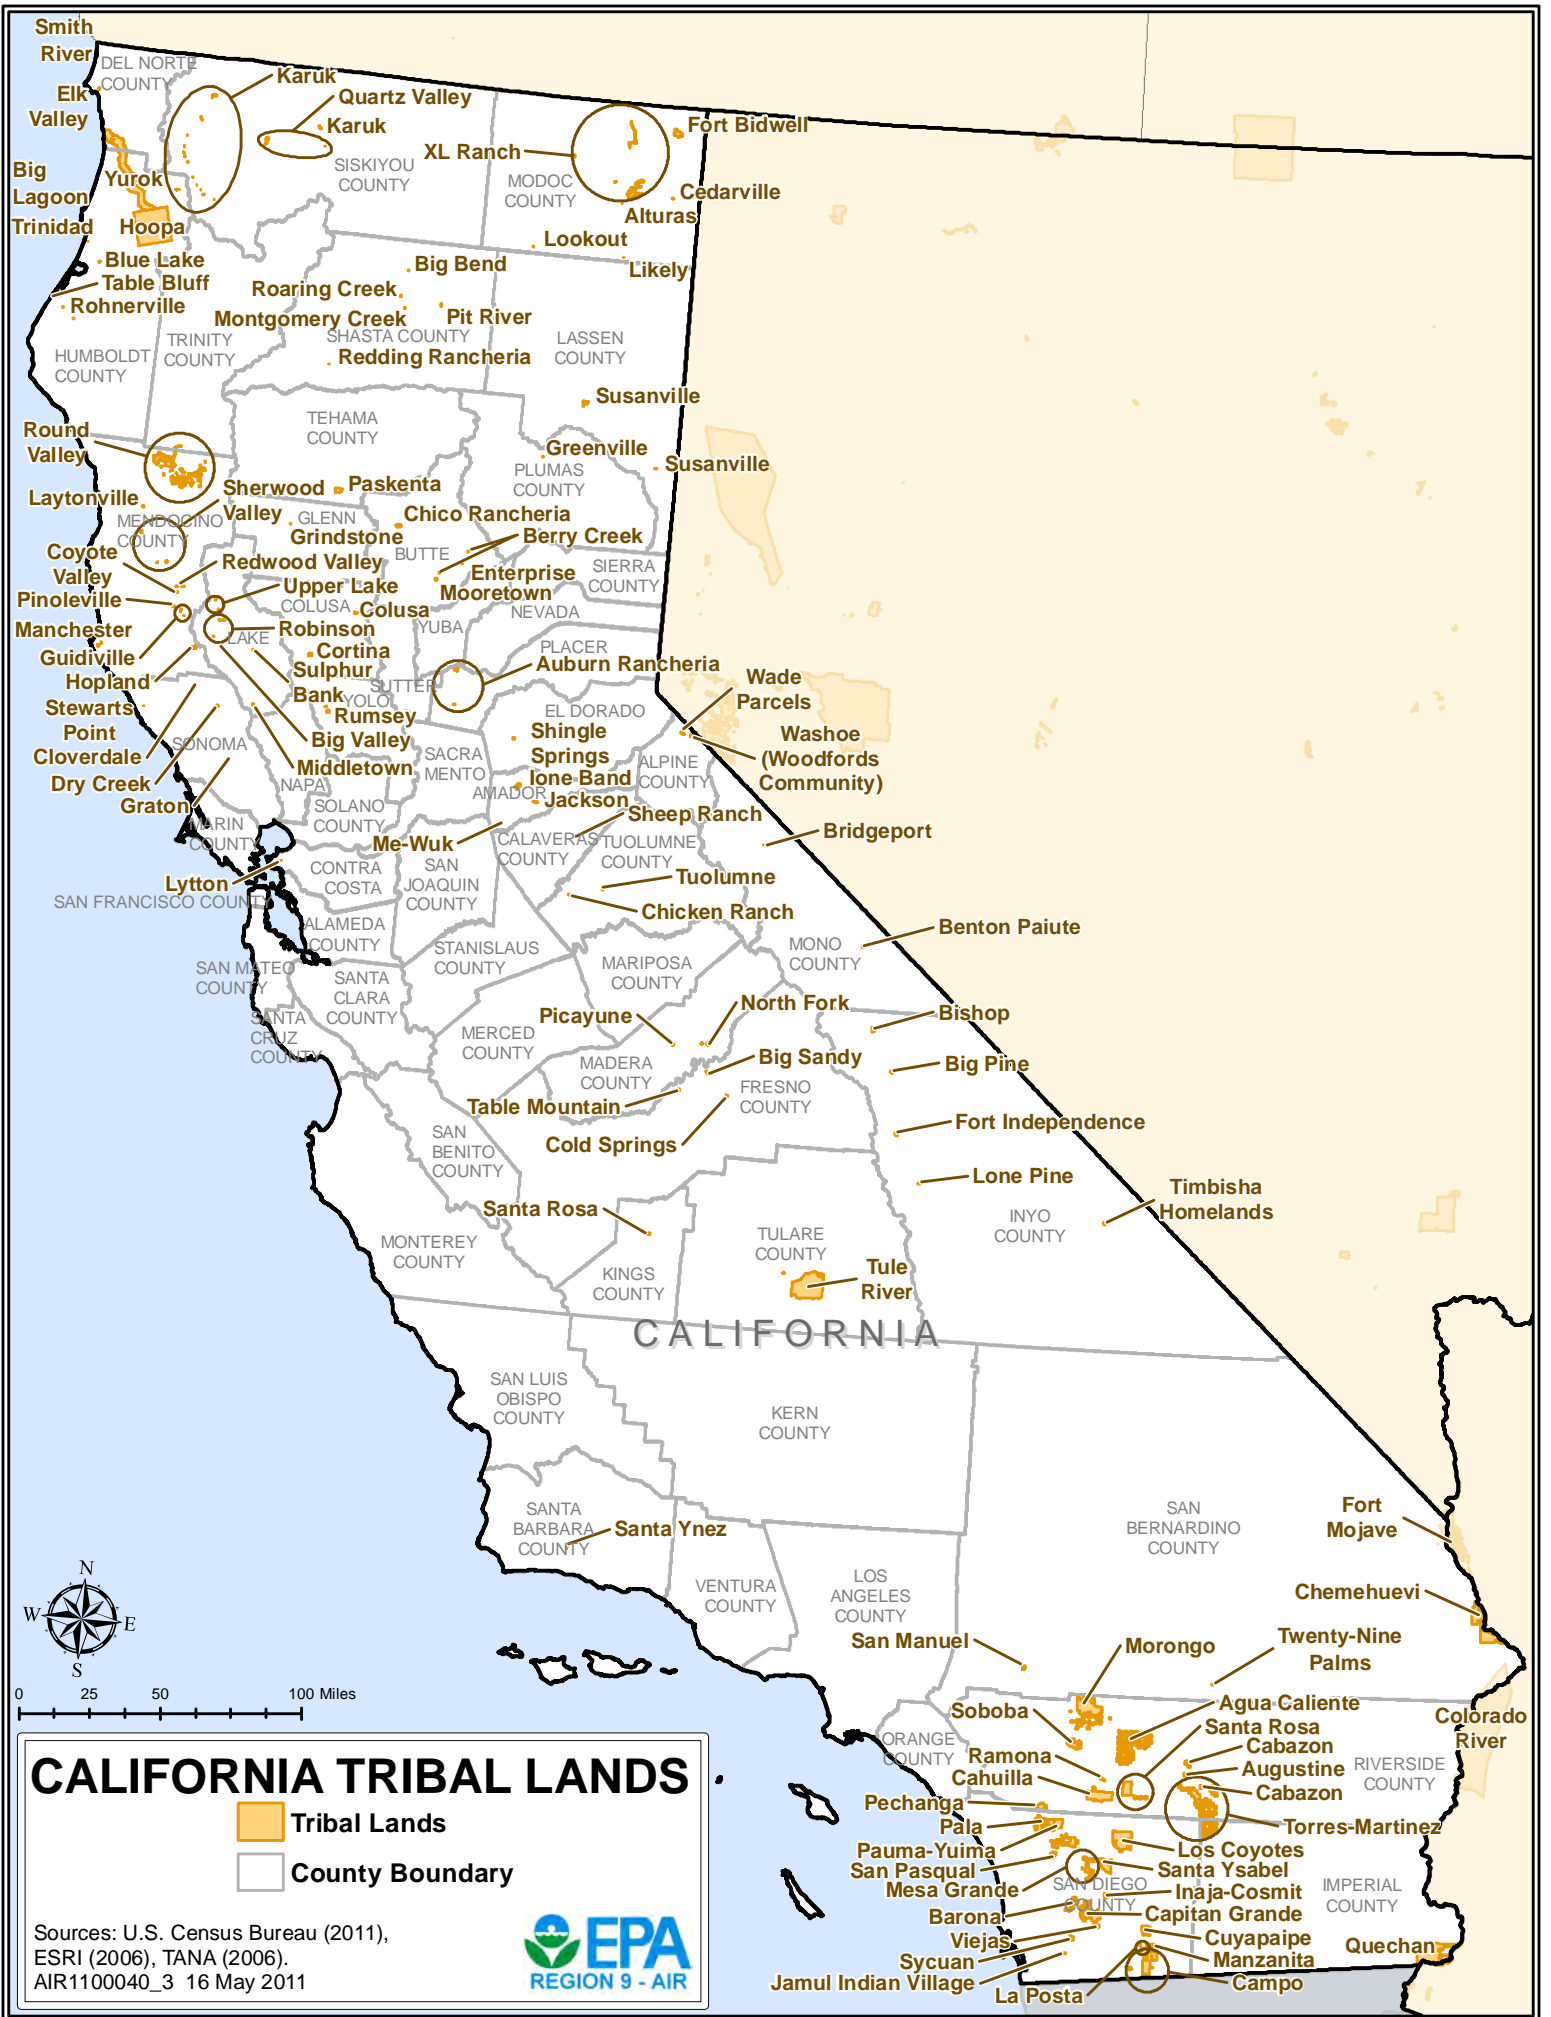 Smith
River
DEL NORTE
COUNTY
Elk
Valley
Karuk
Quartz Valley
Karuk
SISKIYOU
COUNTY
XL Ranch
Fort Bidwell
MODOC
COUNTY
Cedarville
Alturas
Big
Lagoon
Yurok
Trinidad
Hoopa
Lookout
Likely
Blue Lake
Table Bluff
Rohnerville
Big Bend
Roaring Creek
Montgomery Creek
Pit River
SHASTA COUNTY
Redding Rancheria
HUMBOLDT
COUNTY
TRINITY
COUNTY
LASSEN
COUNTY
Susanville
TEHAMA
COUNTY
Round
Valley
Greenville
Susanville
PLUMAS
COUNTY
Laytonville
Sherwood
Valley
Paskenta
MENDOCINO
COUNTY
GLENN
Grindstone
Chico Rancheria
Berry Creek
BUTTE
Coyote
Valley
Redwood Valley
Enterprise
Mooretown
SIERRA
COUNTY
Upper Lake
Pinoleville
COLUSA
Colusa
NEVADA
YUBA
Manchester
Robinson
LAKE
PLACER
Guidiville
Cortina
Auburn Rancheria
Hopland
Sulphur
Bank
SUTTER
YOLO
Wade
Parcels
Stewarts
Point
Rumsey
EL DORADO
Cloverdale
SONOMA
Big Valley
Shingle
Springs
Washoe
(Woodfords
Community)
Dry Creek
Middletown
SACRA
MENTO
Ione Band
ALPINE
COUNTY
Graton
NAPA
AMADOR
Jackson
SOLANO
COUNTY
MARIN
COUNTY
Sheep Ranch
Me-Wuk
CALAVERAS
COUNTY
TUOLUMNE
COUNTY
Bridgeport
Lytton
CONTRA
COSTA
SAN
JOAQUIN
COUNTY
Tuolumne
SAN FRANCISCO COUNTY
Chicken Ranch
ALAMEDA
COUNTY
Benton Paiute
STANISLAUS
COUNTY
MONO
COUNTY
SAN MATEO
COUNTY
SANTA
CLARA
COUNTY
MARIPOSA
COUNTY
SANTA
CRUZ
COUNTY
Picayune
North Fork
Bishop
MERCED
COUNTY
MADERA
COUNTY
Big Sandy
Big Pine
Table Mountain
FRESNO
COUNTY
Cold Springs
Fort Independence
SAN
BENITO
COUNTY
Lone Pine
Santa Rosa
Timbisha
Homelands
INYO
COUNTY
MONTEREY
COUNTY
TULARE
COUNTY
KINGS
COUNTY
Tule
River
CALIFORNIA
SAN LUIS
OBISPO
COUNTY
KERN
COUNTY
SANTA
BARBARA
COUNTY
Santa Ynez
SAN
BERNARDINO
COUNTY
Fort
Mojave
VENTURA
COUNTY
LOS
ANGELES
COUNTY
Chemehuevi
San Manuel
Morongo
Twenty-Nine
Palms
Soboba
Agua Caliente
Santa Rosa
Colorado
River
ORANGE
COUNTY
Ramona
Cabazon
Cahuilla
Augustine
RIVERSIDE
COUNTY
Pechanga
Cabazon
Pala
Torres-Martinez
Pauma-Yuima
Los Coyotes
San Pasqual
Santa Ysabel
Mesa Grande
SAN DIEGO
COUNTY
Inaja-Cosmit
IMPERIAL
COUNTY
Barona
Capitan Grande
Viejas
Cuyapaipe
Sycuan
Manzanita
Quechan
Jamul Indian Village
Campo
La Posta
N
W
E
S
0 25 50 100 Miles
CALIFORNIA TRIBAL LANDS
Tribal Lands
County Boundary
Sources: U.S. Census Bureau (2011),
ESRI (2006), TANA (2006).
AIR1100040_3 16 May 2011
EPA
REGION 9 - AIR